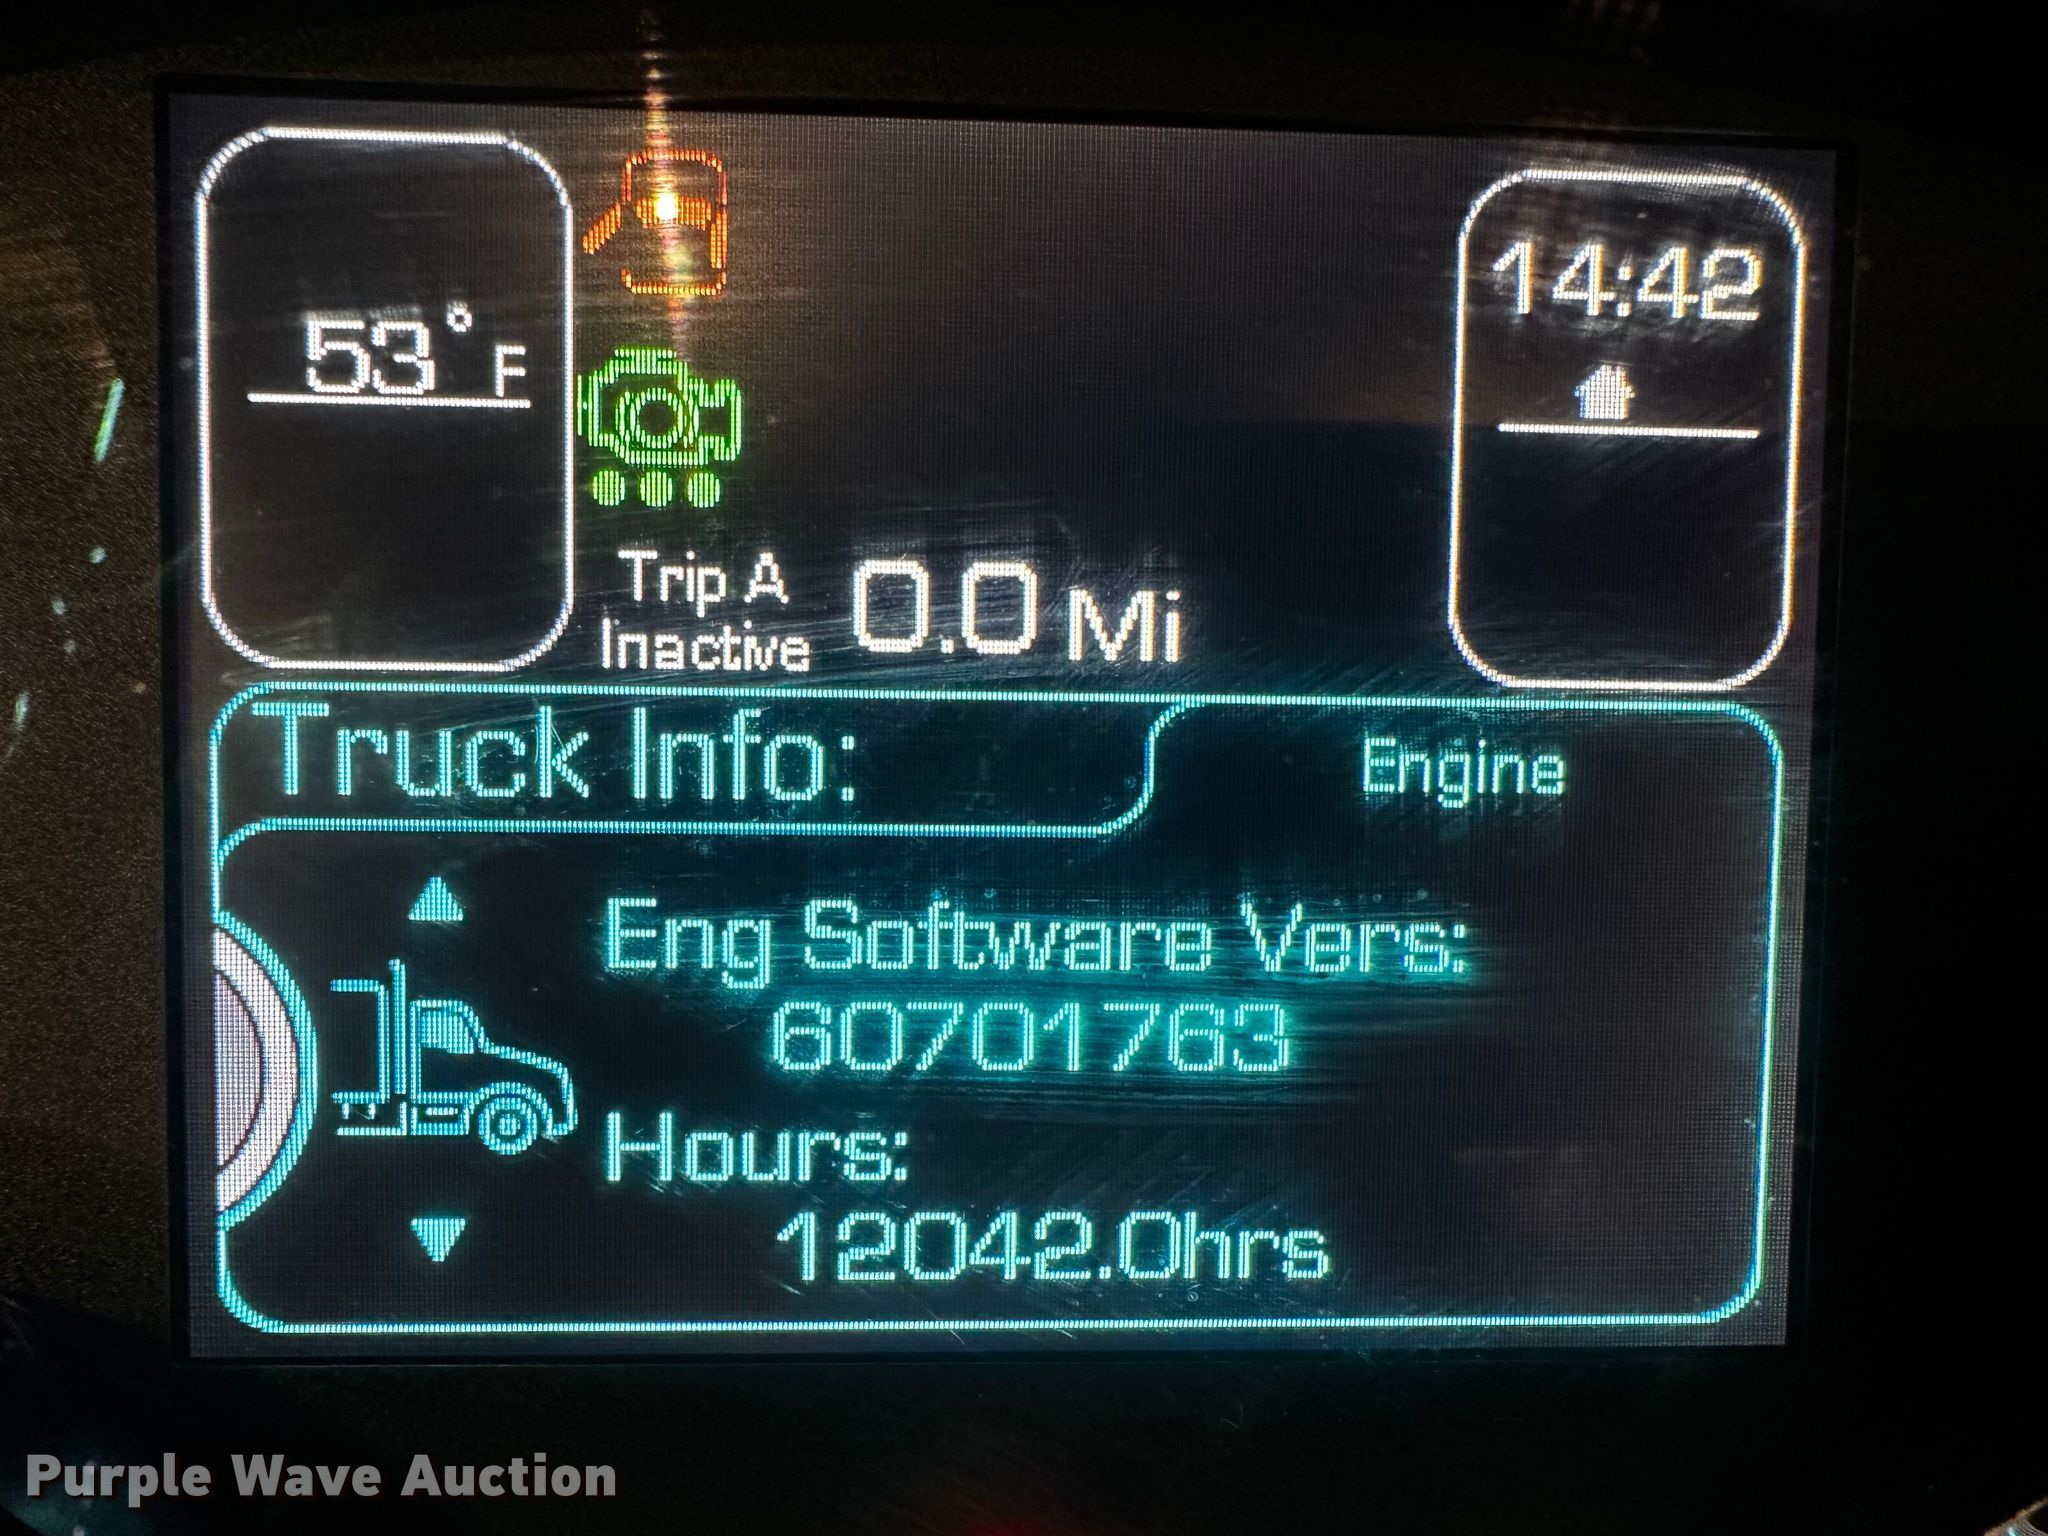 53°F
14:42
Trip A
Inactive
0.0 Mi
Truck Info:
Engine
Eng Software Vers:
60701763
Hours:
12042.0hrs
Purple Wave Auction